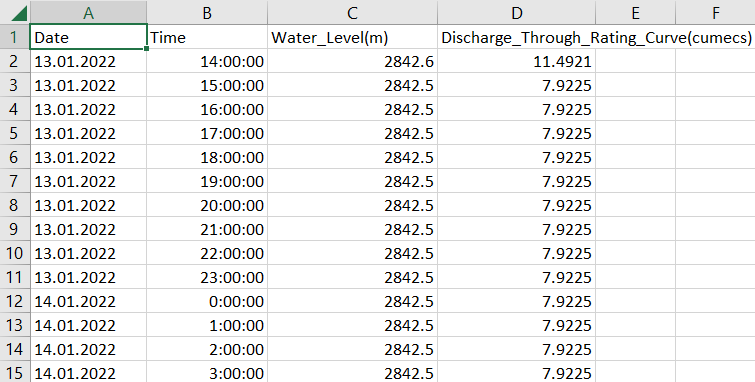 A B C D E F
1 Date Time Water_Level(m) Discharge_Through_Rating_Curve(cumecs)
2 13.01.2022 14:00:00 2842.6 11.4921
3 13.01.2022 15:00:00 2842.5 7.9225
4 13.01.2022 16:00:00 2842.5 7.9225
5 13.01.2022 17:00:00 2842.5 7.9225
6 13.01.2022 18:00:00 2842.5 7.9225
7 13.01.2022 19:00:00 2842.5 7.9225
8 13.01.2022 20:00:00 2842.5 7.9225
9 13.01.2022 21:00:00 2842.5 7.9225
10 13.01.2022 22:00:00 2842.5 7.9225
11 13.01.2022 23:00:00 2842.5 7.9225
12 14.01.2022 0:00:00 2842.5 7.9225
13 14.01.2022 1:00:00 2842.5 7.9225
14 14.01.2022 2:00:00 2842.5 7.9225
15 14.01.2022 3:00:00 2842.5 7.9225